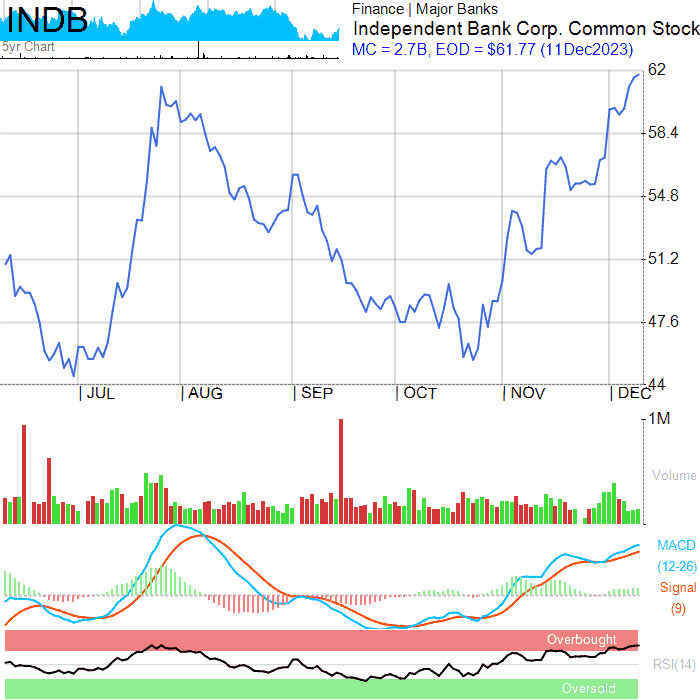 INDB
5yr Chart
Finance | Major Banks
Independent Bank Corp. Common Stock
MC = 2.7B, EOD = $61.77 (11Dec2023)
62
58.4
54.8
51.2
47.6
44
JUL
AUG
SEP
OCT
NOV
DEC
1M
Volume
MACD
(12-26)
Signal
(9)
Overbought
RSI(14)
Oversold